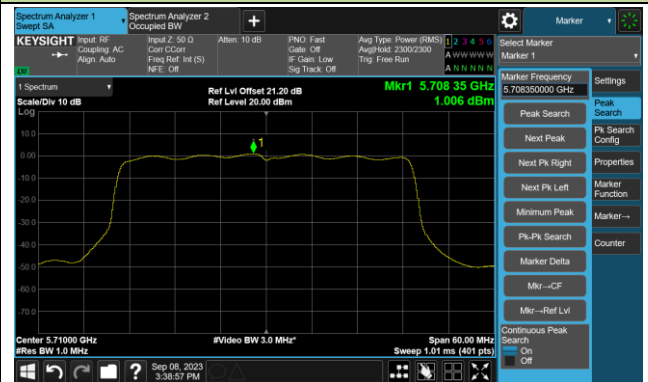 Spectrum Analyzer 1
Swept SA
Spectrum Analyzer 2
Occupied BW
Marker
KEYSIGHT
Input: RF
Coupling: AC
Align: Auto
Input Z: 50 Ω
Corr CCorr
Freq Ref: Int (S)
NFE: Off
Atten: 10 dB
PNO: Fast
Gate: Off
IF Gain: Low
Sig Track: Off
Avg Type: Power (RMS)
Avg|Hold: 2300/2300
Trig: Free Run
1 2 3 4 5 6
A W W W W W
A N N N N N
Select Marker
Marker 1
1 Spectrum
Scale/Div 10 dB
Log
Ref Lvl Offset 21.20 dB
Ref Level 20.00 dBm
Mkr1 5.708 35 GHz
1.006 dBm
10.0
0.00
-10.0
-20.0
-30.0
-40.0
-50.0
-60.0
-70.0
1
Center 5.71000 GHz
#Res BW 1.0 MHz
#Video BW 3.0 MHz*
Span 60.00 MHz
Sweep 1.01 ms (401 pts)
Marker Frequency
5.708350000 GHz
Peak Search
Next Peak
Next Pk Right
Next Pk Left
Minimum Peak
Pk-Pk Search
Marker Delta
Mkr→CF
Mkr→Ref Lvl
Continuous Peak
Search
On
Off
Settings
Peak
Search
Pk Search
Config
Properties
Marker
Function
Marker→
Counter
Sep 08, 2023
3:38:57 PM